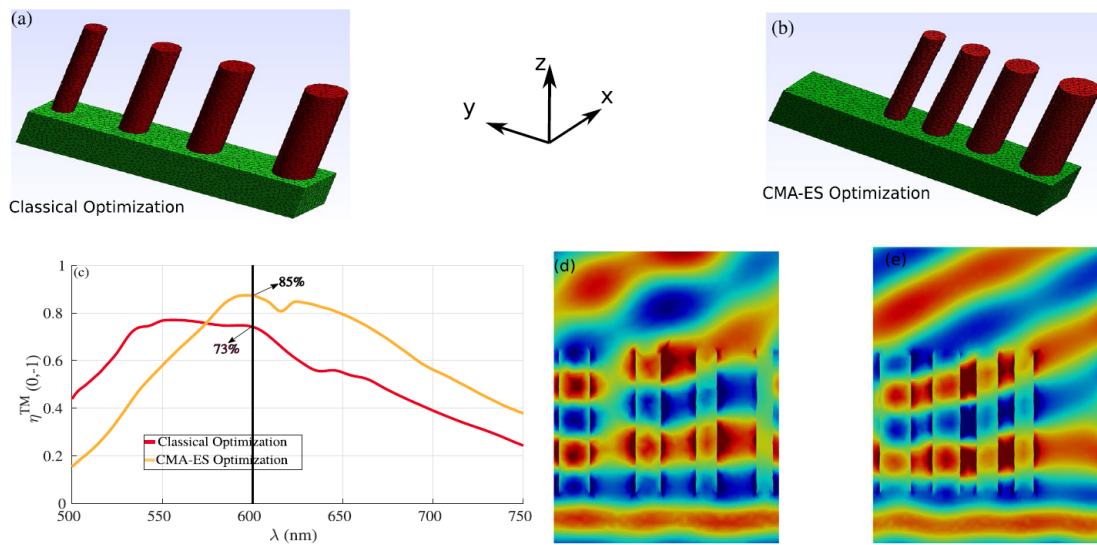 (a)
Classical Optimization
z
y
x
(b)
CMA-ES Optimization
(c)
η^TM (0,-1)
1
0.8
0.6
0.4
0.2
0
85%
73%
Classical Optimization
CMA-ES Optimization
500
550
600
650
700
750
λ (nm)
(d)
(e)